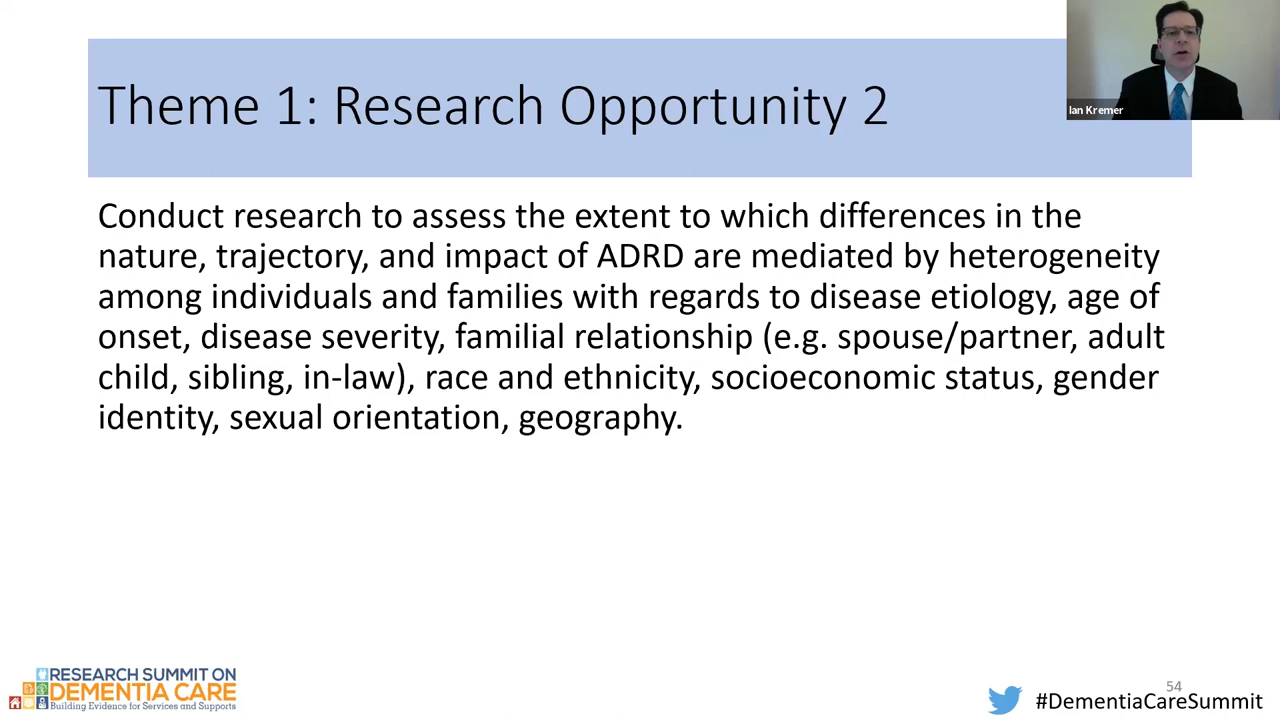 Theme 1: Research Opportunity 2
Ian Kremer
Conduct research to assess the extent to which differences in the
nature, trajectory, and impact of ADRD are mediated by heterogeneity
among individuals and families with regards to disease etiology, age of
onset, disease severity, familial relationship (e.g. spouse/partner, adult
child, sibling, in-law), race and ethnicity, socioeconomic status, gender
identity, sexual orientation, geography.
RESEARCH SUMMIT ON
DEMENTIA CARE
Building Evidence for Services and Supports
54
#DementiaCareSummit